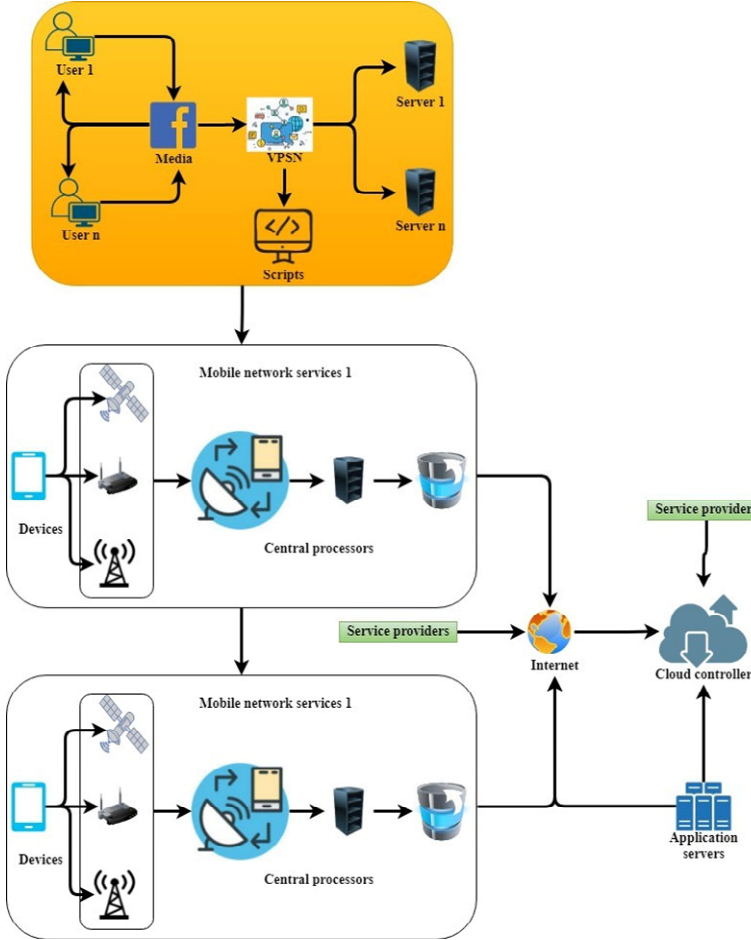 User 1
Server 1
Media
VPSN
User n
Server n
Scripts
Mobile network services 1
Devices
Central processors
Service provider
Service providers
Internet
Cloud controller
Mobile network services 1
Devices
Central processors
Application
servers